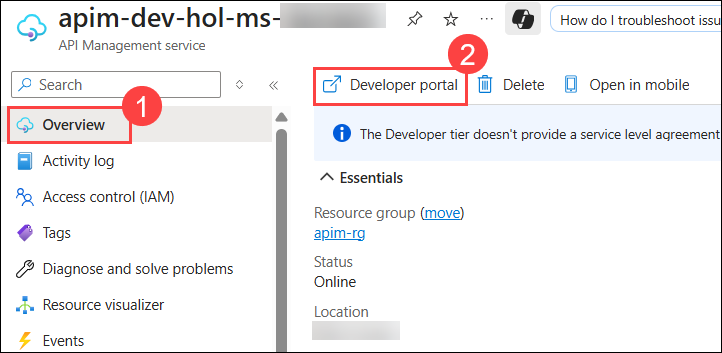 apim-dev-hol-ms-
API Management service
How do I troubleshoot issu
Search
Overview
1
Activity log
Access control (IAM)
Tags
Diagnose and solve problems
Resource visualizer
Events
2
Developer portal
Delete
Open in mobile
The Developer tier doesn't provide a service level agreement
Essentials
Resource group (move)
apim-rg
Status
Online
Location